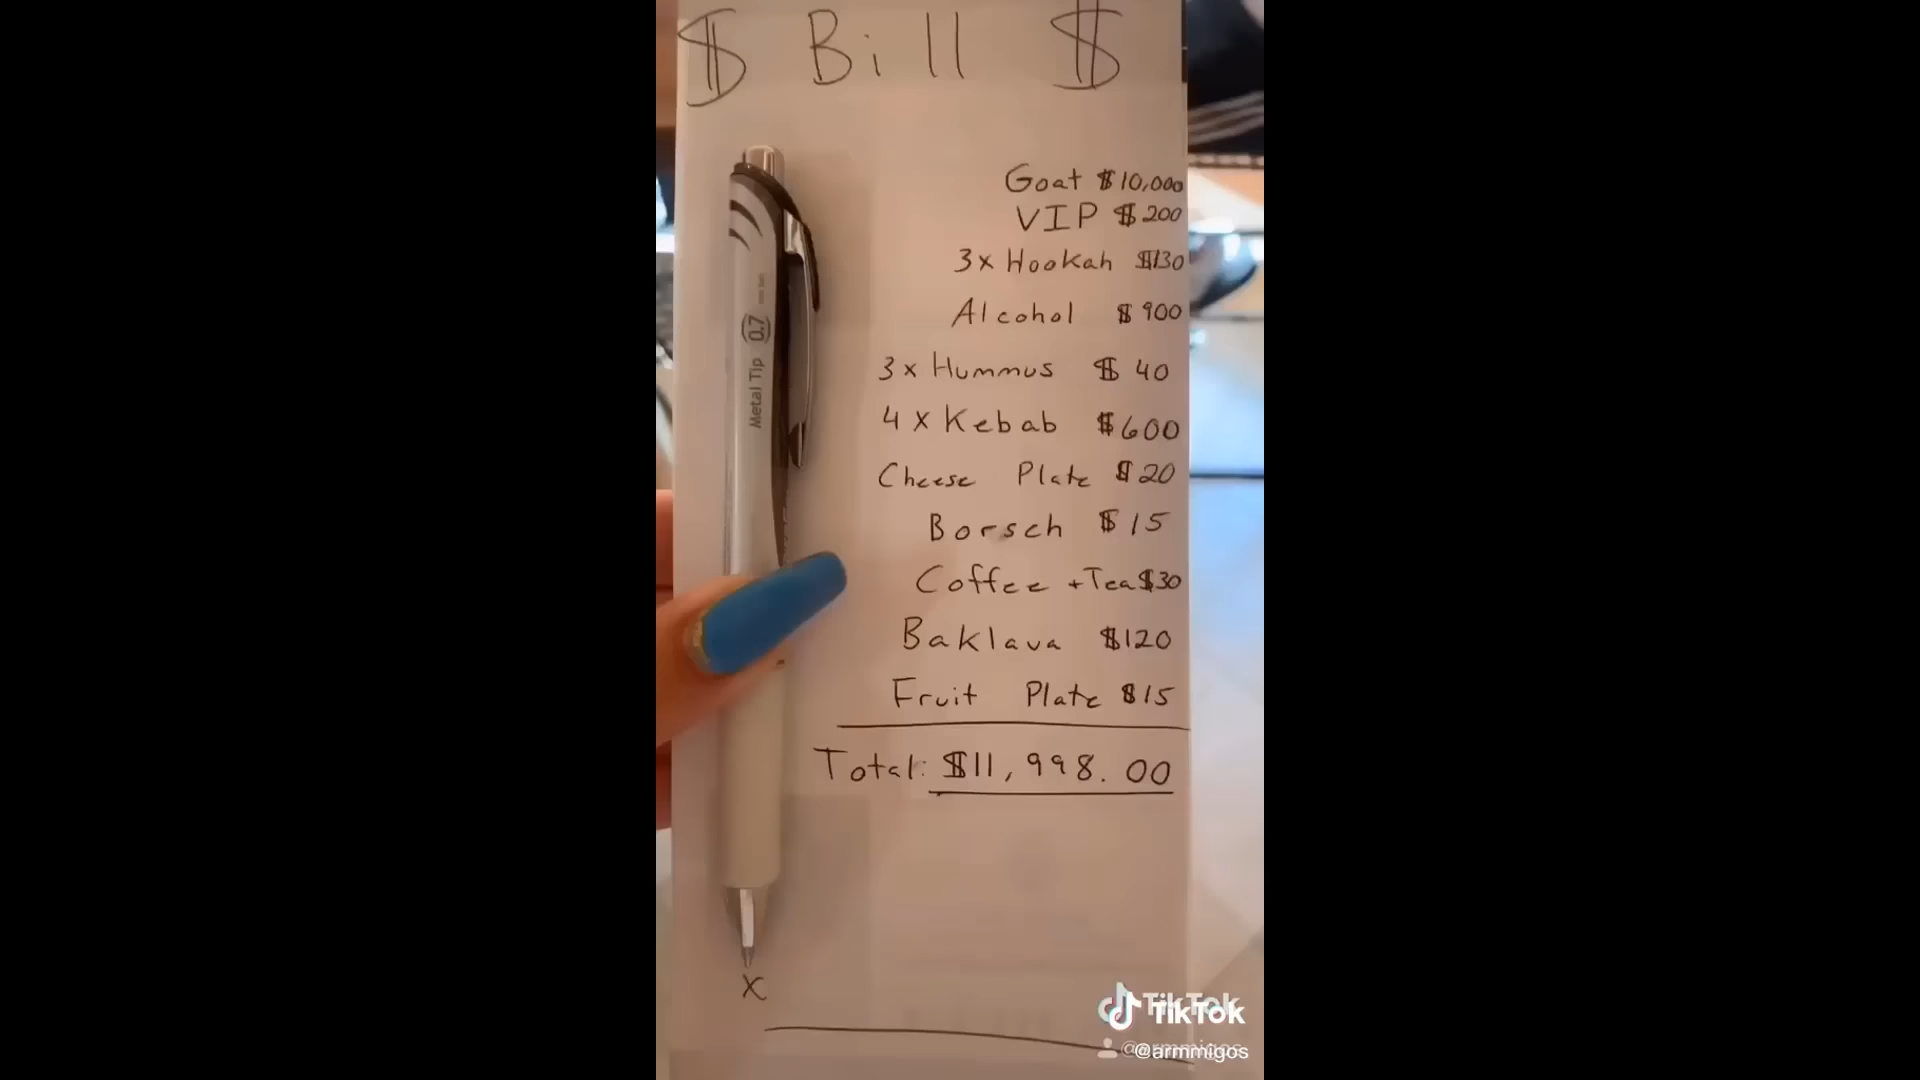 $ Bill $
Goat $10,000
VIP $200
3x Hookah $130
Alcohol $900
3x Hummus $40
4x Kebab $600
Cheese Plate $20
Borsch $15
Coffee + Tea $30
Baklava $120
Fruit Plate $15
Total: $11,998.00
Metal Tip 0.7
x
TikTok
@armmigos